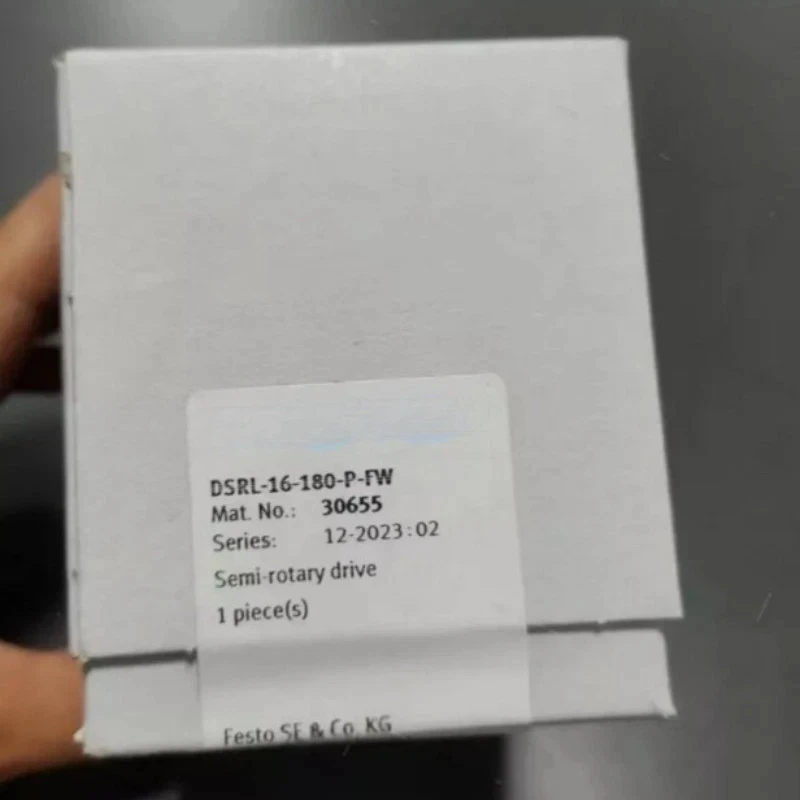 DSRL-16-180-P-FW
Mat. No.: 30655
Series: 12-2023:02
Semi-rotary drive
1 piece(s)
Festo SE & Co. KG